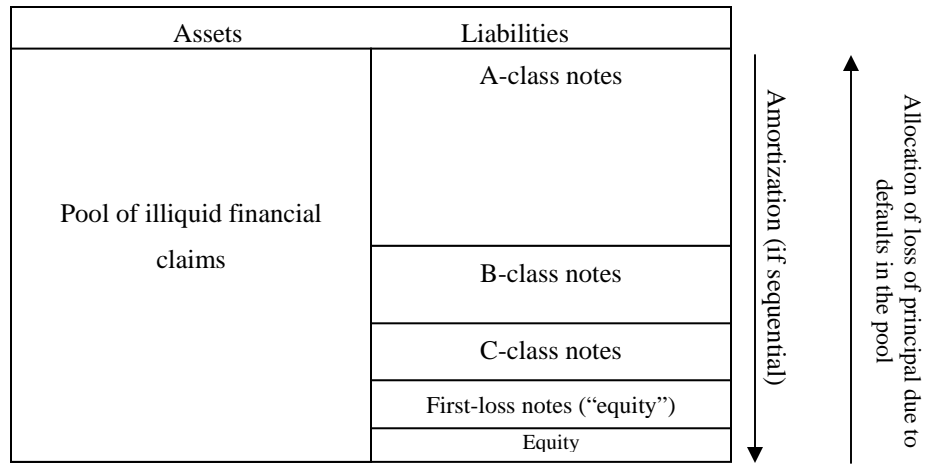 Assets
Liabilities
Pool of illiquid financial
claims
A-class notes
B-class notes
C-class notes
First-loss notes (“equity”)
Equity
Amortization (if sequential)
Allocation of loss of principal due to
defaults in the pool